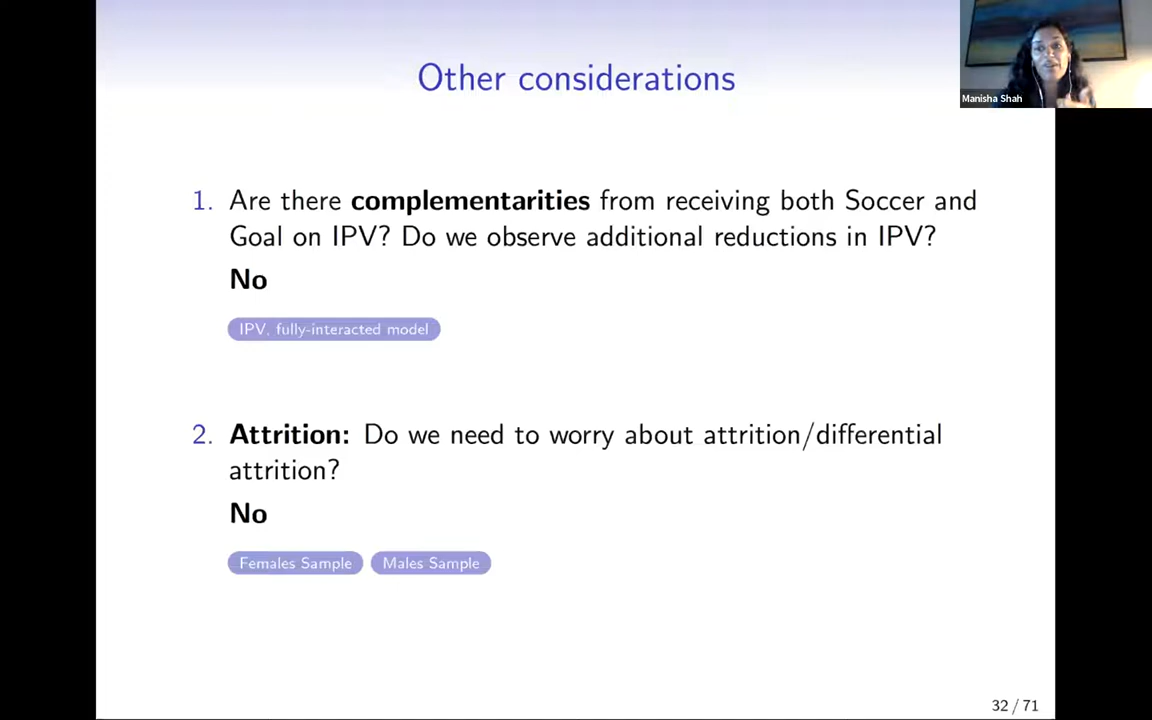 Other considerations
Manisha Shah
1. Are there complementarities from receiving both Soccer and
Goal on IPV? Do we observe additional reductions in IPV?
No
IPV, fully-interacted model
2. Attrition: Do we need to worry about attrition/differential
attrition?
No
Females Sample Males Sample
32 / 71